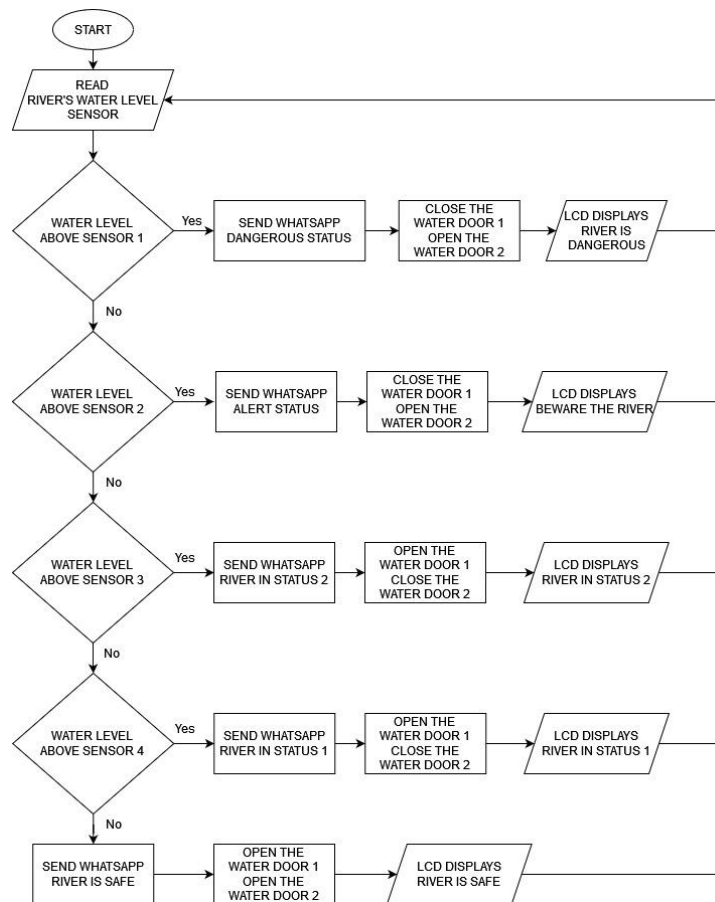 START
READ
RIVER'S WATER LEVEL
SENSOR
WATER LEVEL
ABOVE SENSOR 1
Yes
SEND WHATSAPP
DANGEROUS STATUS
CLOSE THE
WATER DOOR 1
OPEN THE
WATER DOOR 2
LCD DISPLAYS
RIVER IS
DANGEROUS
No
WATER LEVEL
ABOVE SENSOR 2
Yes
SEND WHATSAPP
ALERT STATUS
CLOSE THE
WATER DOOR 1
OPEN THE
WATER DOOR 2
LCD DISPLAYS
BEWARE THE RIVER
No
WATER LEVEL
ABOVE SENSOR 3
Yes
SEND WHATSAPP
RIVER IN STATUS 2
OPEN THE
WATER DOOR 1
CLOSE THE
WATER DOOR 2
LCD DISPLAYS
RIVER IN STATUS 2
No
WATER LEVEL
ABOVE SENSOR 4
Yes
SEND WHATSAPP
RIVER IN STATUS 1
OPEN THE
WATER DOOR 1
CLOSE THE
WATER DOOR 2
LCD DISPLAYS
RIVER IN STATUS 1
No
SEND WHATSAPP
RIVER IS SAFE
OPEN THE
WATER DOOR 1
OPEN THE
WATER DOOR 2
LCD DISPLAYS
RIVER IS SAFE